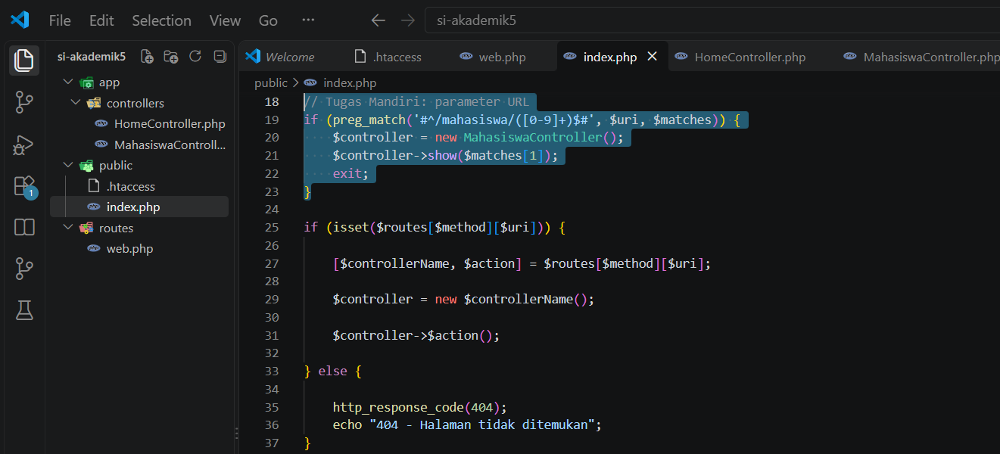 File Edit Selection View Go ··· ← → si-akademik5
si-akademik5
app
controllers
HomeController.php
MahasiswaControll...
public
.htaccess
index.php
routes
web.php
1
Welcome .htaccess web.php index.php HomeController.php MahasiswaController.php
public > index.php
18 // Tugas Mandiri: parameter URL
19 if (preg_match('#^/mahasiswa/([0-9]+)$#', $uri, $matches)) {
20     $controller = new MahasiswaController();
21     $controller->show($matches[1]);
22     exit;
23 }
24
25 if (isset($routes[$method][$uri])) {
26
27     [$controllerName, $action] = $routes[$method][$uri];
28
29     $controller = new $controllerName();
30
31     $controller->$action();
32
33 } else {
34
35     http_response_code(404);
36     echo "404 - Halaman tidak ditemukan";
37 }